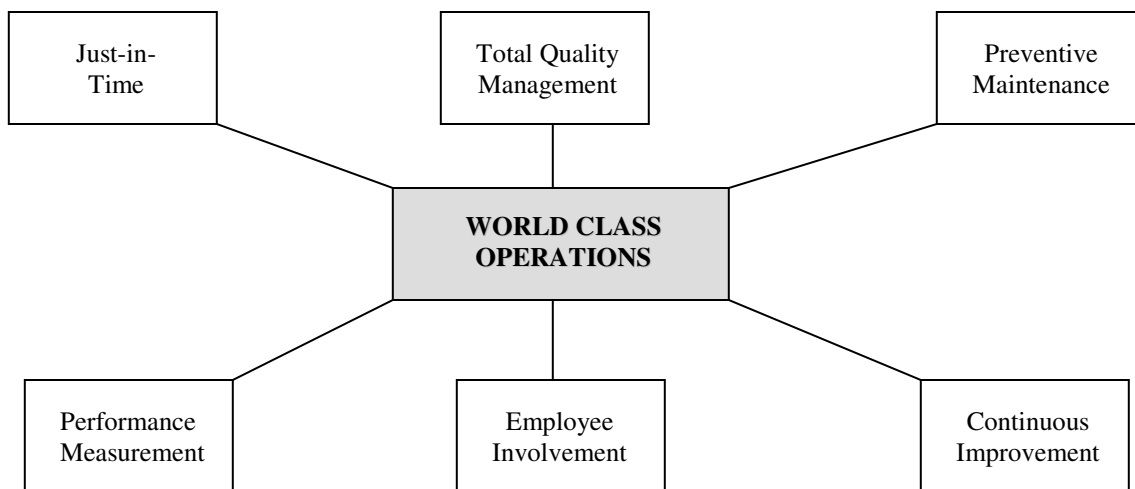 Just-in-
Time
Total Quality
Management
Preventive
Maintenance
WORLD CLASS
OPERATIONS
Performance
Measurement
Employee
Involvement
Continuous
Improvement